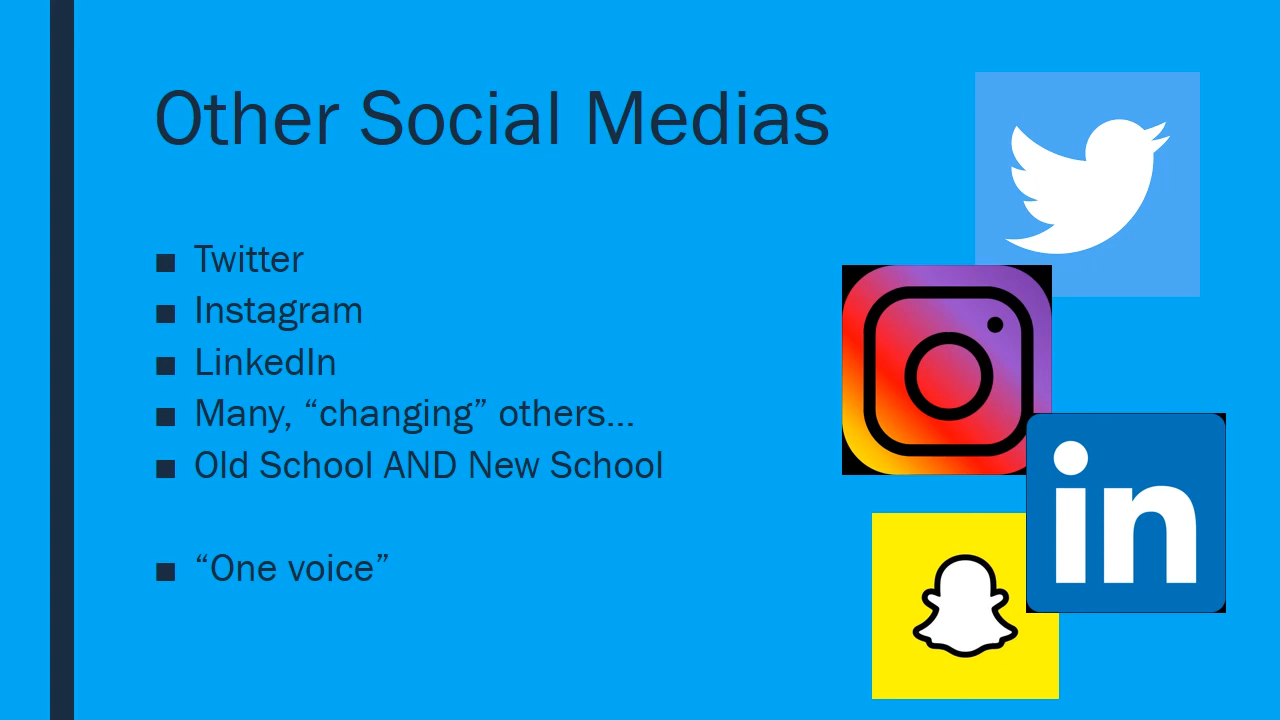 Other Social Medias
■ Twitter
■ Instagram
■ LinkedIn
■ Many, “changing” others...
■ Old School AND New School
■ “One voice”
in